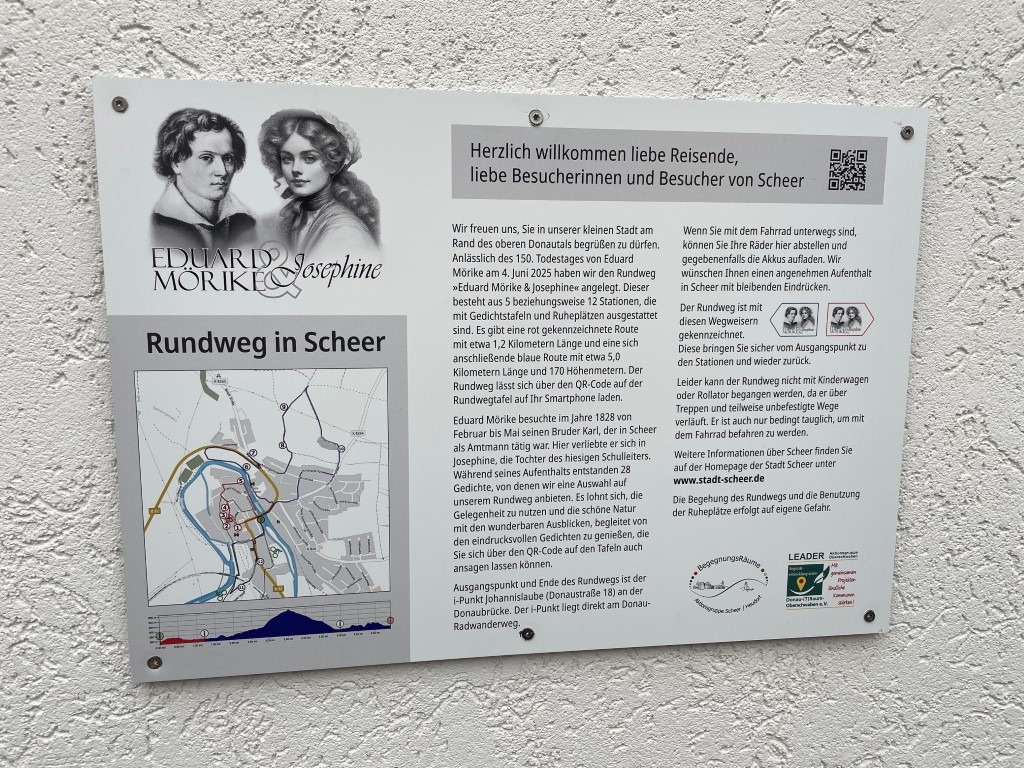 EDUARD
MÖRIKE & Josephine
Rundweg in Scheer
Herzlich willkommen liebe Reisende,
liebe Besucherinnen und Besucher von Scheer
Wir freuen uns, Sie in unserer kleinen Stadt am
Rand des oberen Donautals begrüßen zu dürfen.
Anlässlich des 150. Todestages von Eduard
Mörike am 4. Juni 2025 haben wir den Rundweg
»Eduard Mörike & Josephine« angelegt. Dieser
besteht aus 5 beziehungsweise 12 Stationen, die
mit Gedichtstafeln und Ruheplätzen ausgestattet
sind. Es gibt eine rot gekennzeichnete Route
mit etwa 1,2 Kilometern Länge und eine sich
anschließende blaue Route mit etwa 5,0
Kilometern Länge und 170 Höhenmetern. Der
Rundweg lässt sich über den QR-Code auf der
Rundwegtafel auf Ihr Smartphone laden.
Eduard Mörike besuchte im Jahre 1828 von
Februar bis Mai seinen Bruder Karl, der in Scheer
als Amtmann tätig war. Hier verliebte er sich in
Josephine, die Tochter des hiesigen Schulleiters.
Während seines Aufenthalts entstanden 28
Gedichte, von denen wir eine Auswahl auf
unserem Rundweg anbieten. Es lohnt sich, die
Gelegenheit zu nutzen und die schöne Natur
mit den wunderbaren Ausblicken, begleitet von
den eindrucksvollen Gedichten zu genießen, die
Sie sich über den QR-Code auf den Tafeln auch
ansagen lassen können.
Ausgangspunkt und Ende des Rundwegs ist der
i-Punkt Johannislaube (Donaustraße 18) an der
Donaubrücke. Der i-Punkt liegt direkt am Donau-
Radwanderweg.
Wenn Sie mit dem Fahrrad unterwegs sind,
können Sie Ihre Räder hier abstellen und
gegebenenfalls die Akkus aufladen. Wir
wünschen Ihnen einen angenehmen Aufenthalt
in Scheer mit bleibenden Eindrücken.
Der Rundweg ist mit
diesen Wegweisern
gekennzeichnet.
Diese bringen Sie sicher vom Ausgangspunkt zu
den Stationen und wieder zurück.
Leider kann der Rundweg nicht mit Kinderwagen
oder Rollator begangen werden, da er über
Treppen und teilweise unbefestigte Wege
verläuft. Er ist auch nur bedingt tauglich, um mit
dem Fahrrad befahren zu werden.
Weitere Informationen über Scheer finden Sie
auf der Homepage der Stadt Scheer unter
www.stadt-scheer.de
Die Begehung des Rundwegs und die Benutzung
der Ruheplätze erfolgt auf eigene Gefahr.
BegegnungsRäume
Aktionsgruppe Scheer / Heudorf
LEADER Aktionsgruppe
Oberschwaben
Mit
gemeinsamen
Projekten
ländliche
Kommunen
stärken!
Oberschwaben e.V.